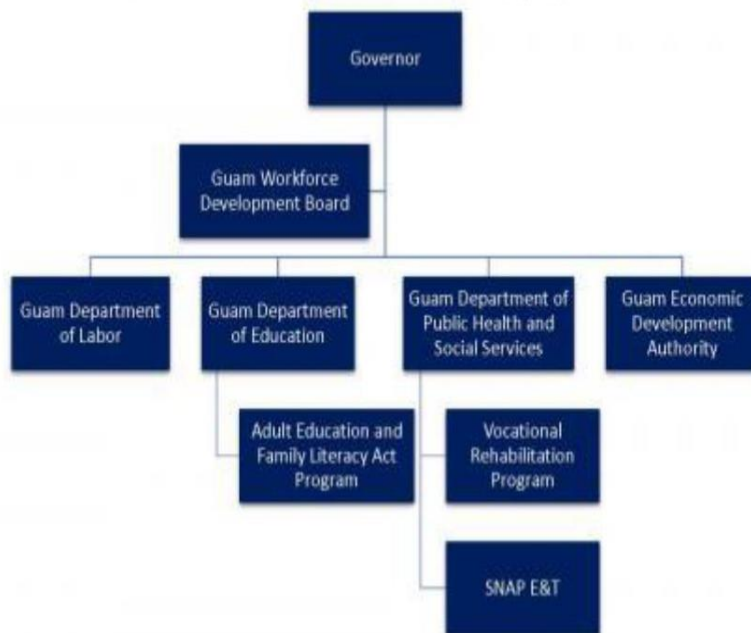 Governor
Guam Workforce
Development Board
Guam Department
of Labor
Guam Department
of Education
Guam Department of
Public Health and
Social Services
Guam Economic
Development
Authority
Adult Education and
Family Literacy Act
Program
Vocational
Rehabilitation
Program
SNAP E&T